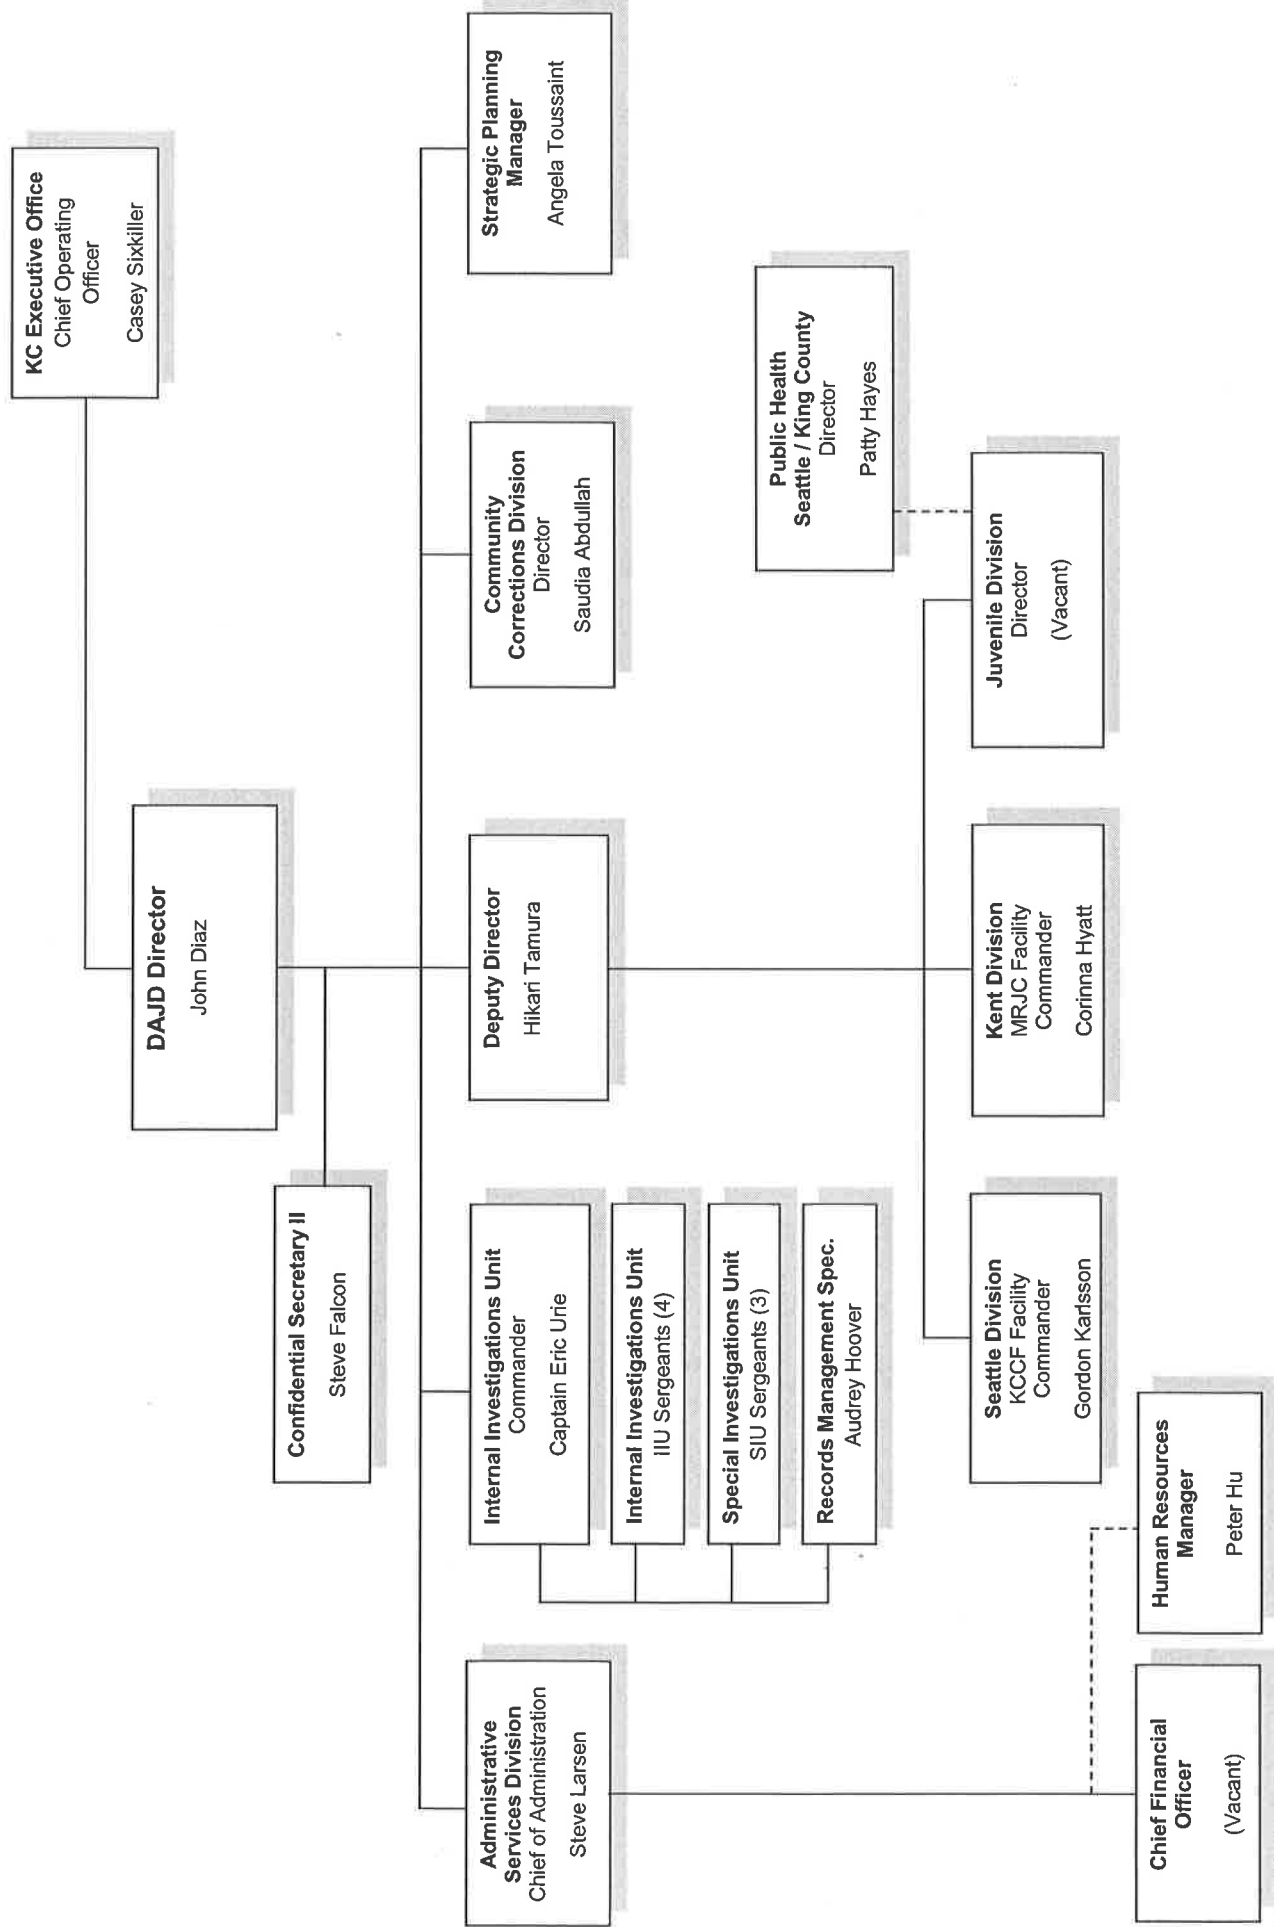 KC Executive Office
Chief Operating
Officer
Casey Sixkiller
DAJD Director
John Diaz
Confidential Secretary II
Steve Falcon
Administrative
Services Division
Chief of Administration
Steve Larsen
Internal Investigations Unit
Commander
Captain Eric Urie
Internal Investigations Unit
IIU Sergeants (4)
Special Investigations Unit
SIU Sergeants (3)
Records Management Spec.
Audrey Hoover
Deputy Director
Hikari Tamura
Community
Corrections Division
Director
Saudia Abdullah
Strategic Planning
Manager
Angela Toussaint
Public Health
Seattle / King County
Director
Patty Hayes
Seattle Division
KCCF Facility
Commander
Gordon Karlsson
Kent Division
MRJC Facility
Commander
Corinna Hyatt
Juvenile Division
Director
(Vacant)
Chief Financial
Officer
(Vacant)
Human Resources
Manager
Peter Hu